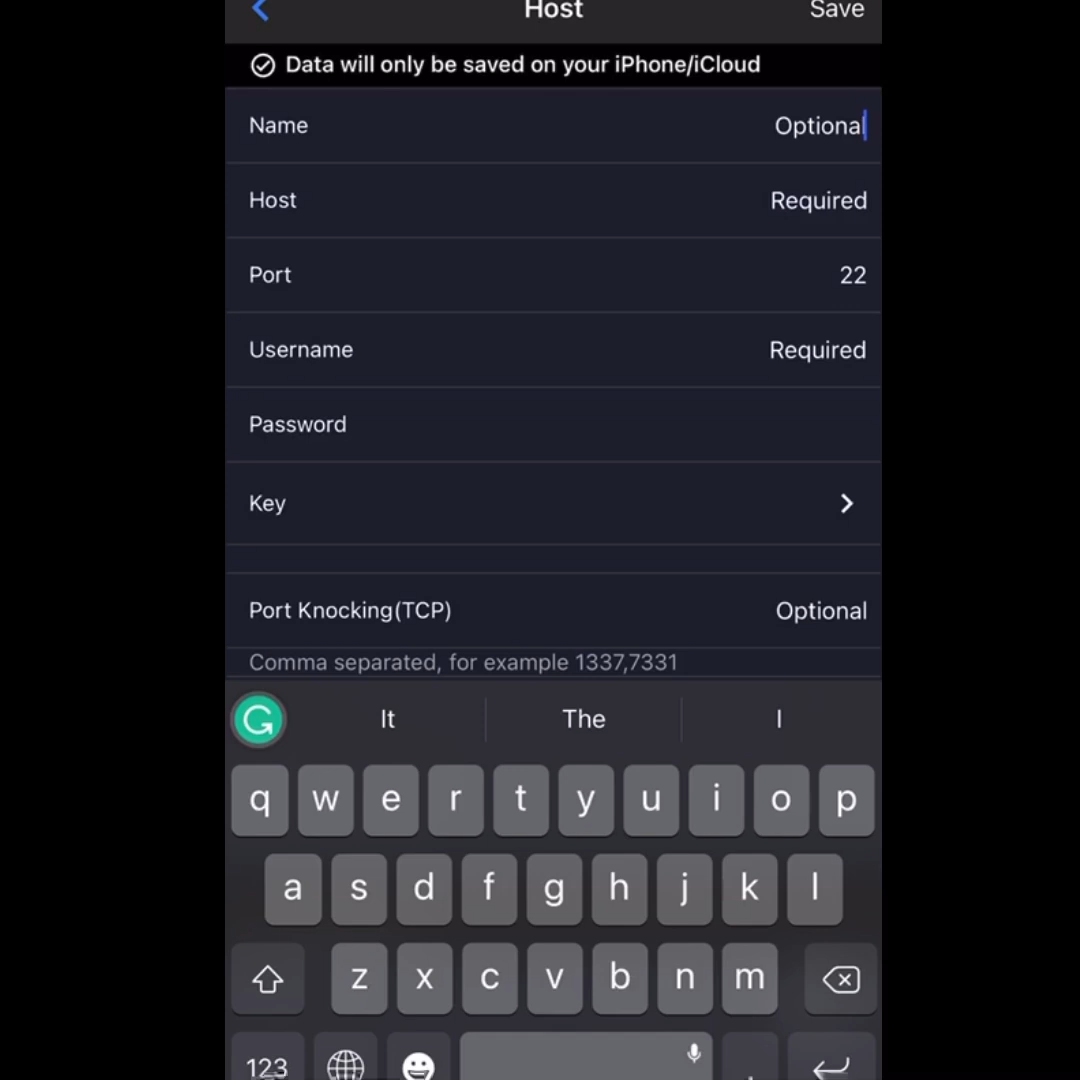 Host Save
Data will only be saved on your iPhone/iCloud
Name Optional
Host Required
Port 22
Username Required
Password
Key
Port Knocking(TCP) Optional
Comma separated, for example 1337,7331
It The I
q w e r t y u i o p
a s d f g h j k l
z x c v b n m
123 .